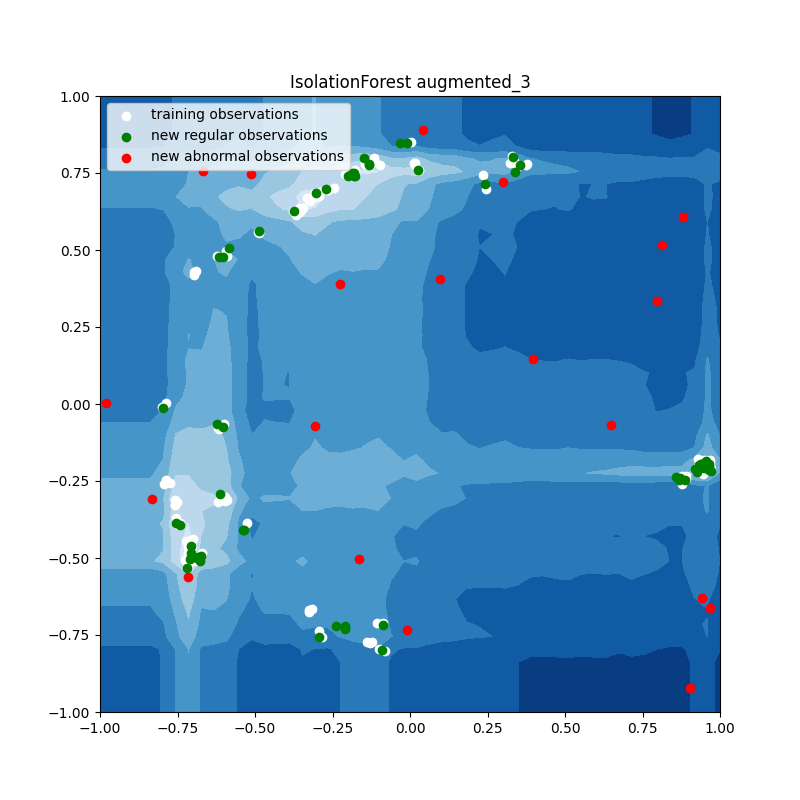 IsolationForest augmented_3
training observations
new regular observations
new abnormal observations
1.00
0.75
0.50
0.25
0.00
−0.25
−0.50
−0.75
−1.00
−1.00 −0.75 −0.50 −0.25 0.00 0.25 0.50 0.75 1.00